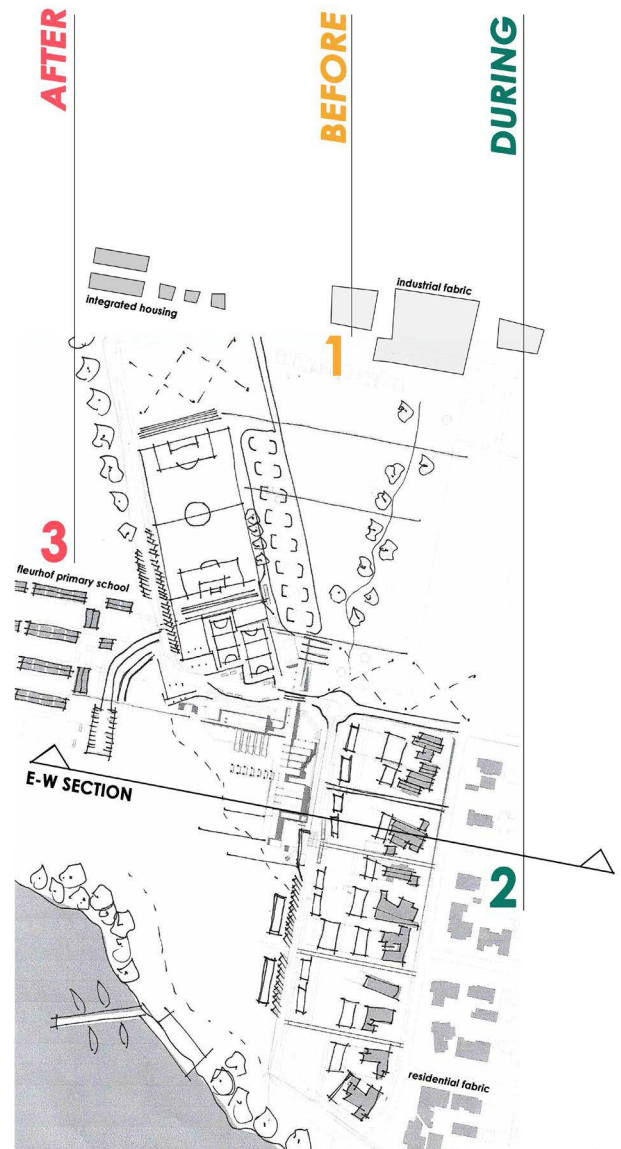 AFTER
BEFORE
DURING
integrated housing
industrial fabric
1
3
fleurhof primary school
E-W SECTION
2
residential fabric